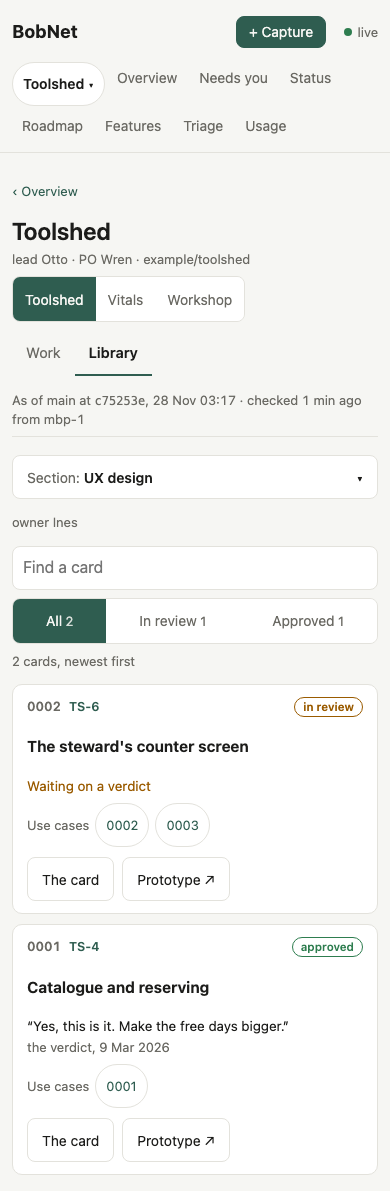 BobNet
+ Capture
live
Toolshed ▾
Overview
Needs you
Status
Roadmap
Features
Triage
Usage
‹ Overview
Toolshed
lead Otto · PO Wren · example/toolshed
Toolshed
Vitals
Workshop
Work
Library
As of main at c75253e, 28 Nov 03:17 · checked 1 min ago
from mbp-1
Section: UX design ▾
owner Ines
Find a card
All 2
In review 1
Approved 1
2 cards, newest first
0002 TS-6
in review
The steward's counter screen
Waiting on a verdict
Use cases 0002 0003
The card
Prototype ↗
0001 TS-4
approved
Catalogue and reserving
“Yes, this is it. Make the free days bigger.”
the verdict, 9 Mar 2026
Use cases 0001
The card
Prototype ↗